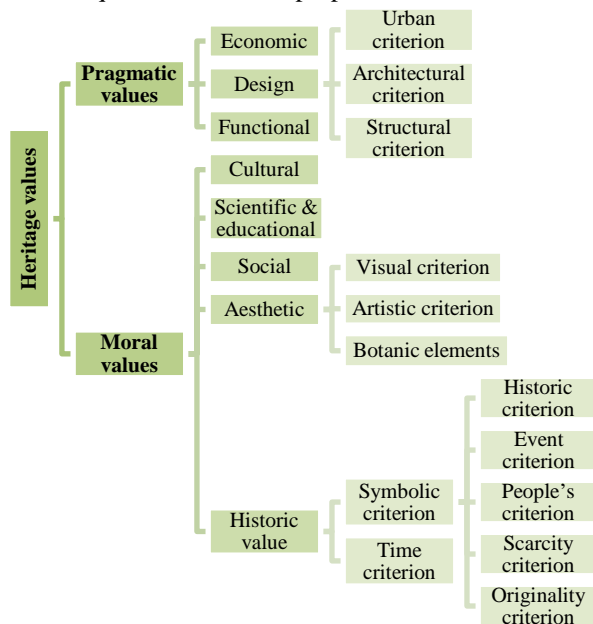 Heritage values
Pragmatic
values
Economic
Design
Functional
Urban
criterion
Architectural
criterion
Structural
criterion
Moral
values
Cultural
Scientific &
educational
Social
Aesthetic
Visual criterion
Artistic criterion
Botanic elements
Historic
value
Symbolic
criterion
Time
criterion
Historic
criterion
Event
criterion
People's
criterion
Scarcity
criterion
Originality
criterion